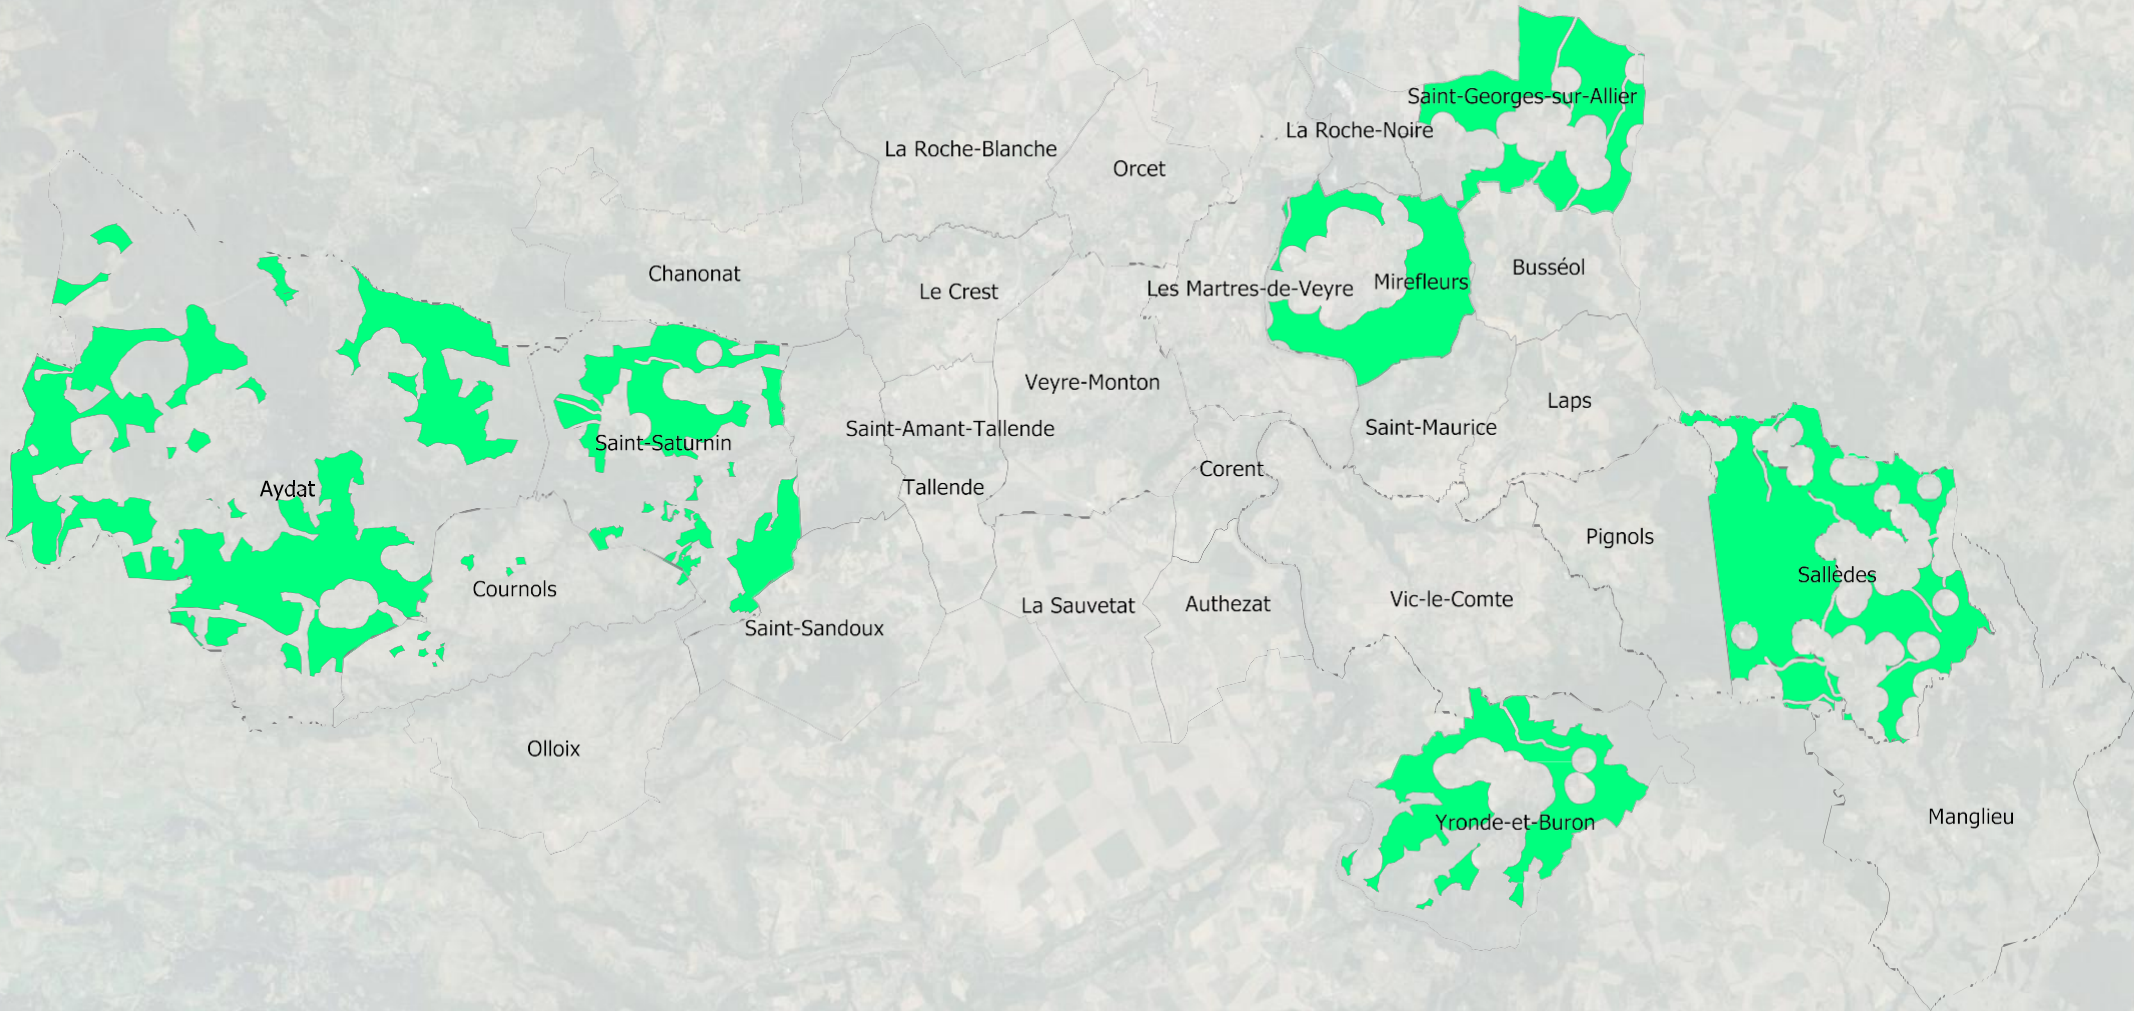 Saint-Georges-sur-Allier
La Roche-Noire
La Roche-Blanche
Orcet
Busséol
Chanonat
Mirefleurs
Les Martres-de-Veyre
Le Crest
Veyre-Monton
Laps
Saint-Maurice
Saint-Amant-Tallende
Saint-Saturnin
Corent
Tallende
Aydat
Pignols
Sallèdes
Cournols
Vic-le-Comte
Authezat
La Sauvetat
Saint-Sandoux
Olloix
Manglieu
Yronde-et-Buron